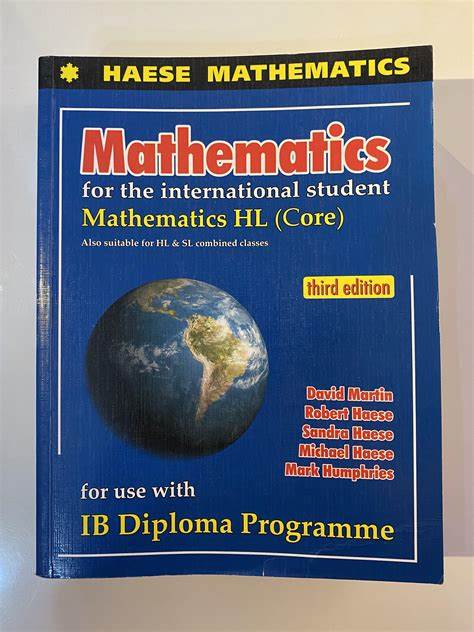 HAESE MATHEMATICS
Mathematics
for the international student
Mathematics HL (Core)
Also suitable for HL & SL combined classes
third edition
David Martin
Robert Haese
Sandra Haese
Michael Haese
Mark Humphries
for use with
IB Diploma Programme